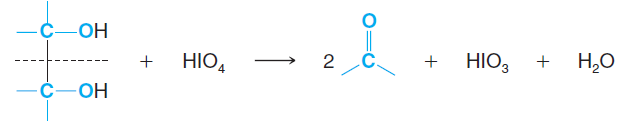 O
C—OH
+ HIO₄ → 2 C + HIO₃ + H₂O
C—OH